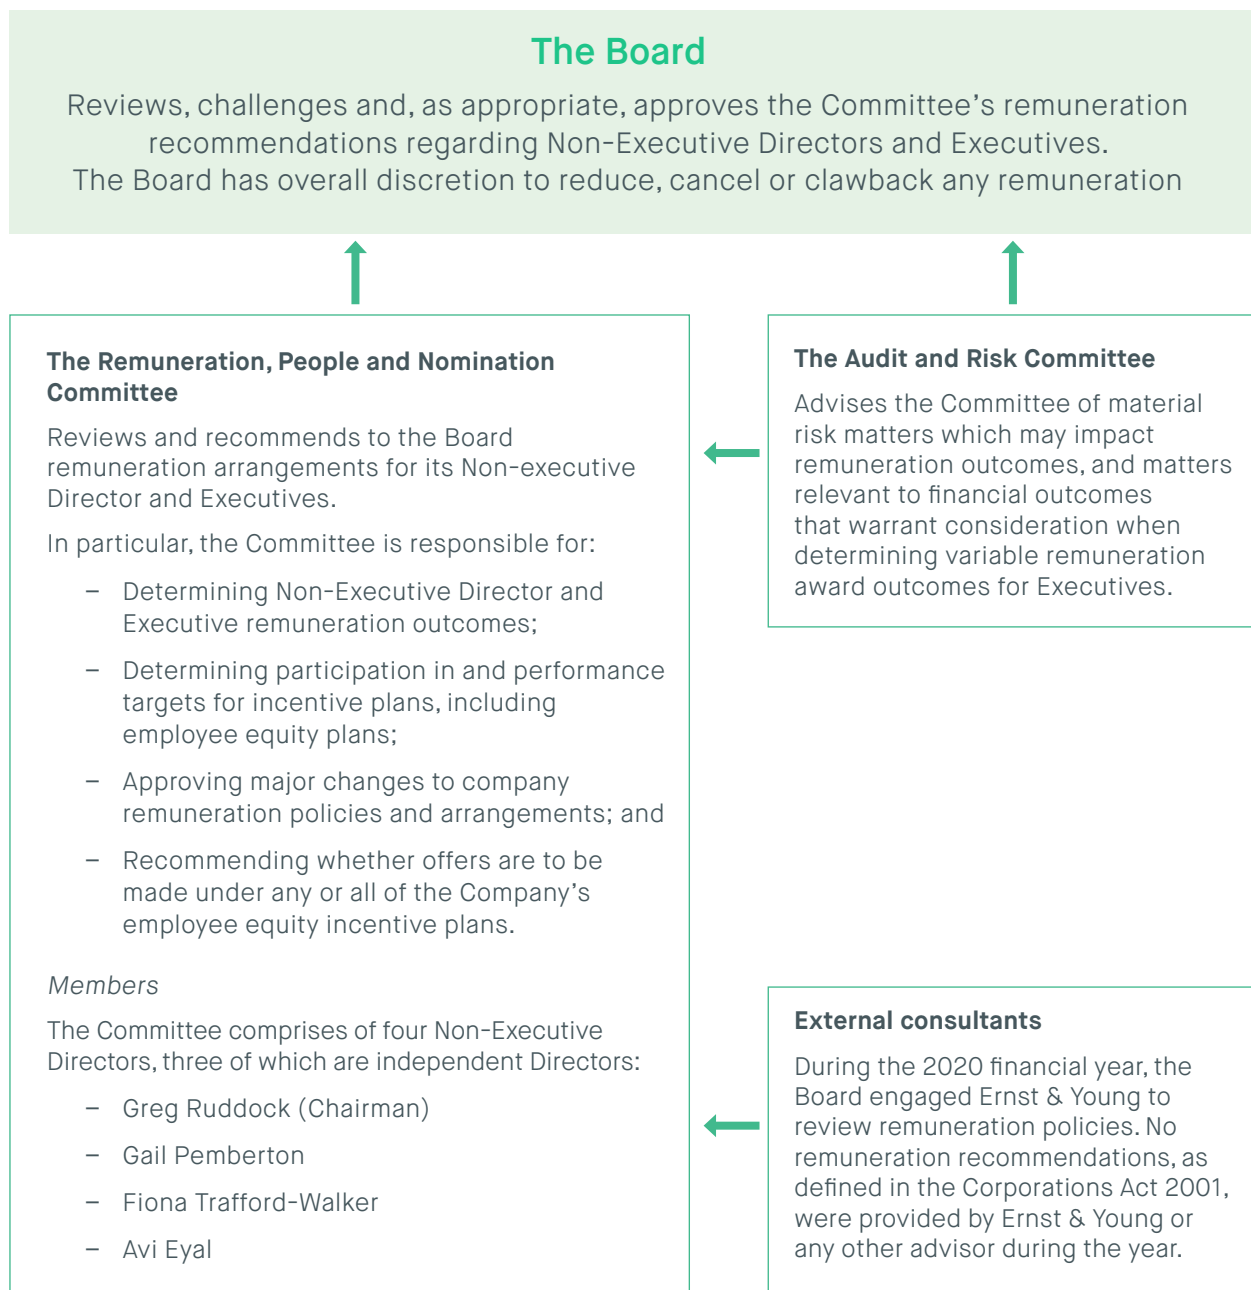 The Board
Reviews, challenges and, as appropriate, approves the Committee’s remuneration
recommendations regarding Non-Executive Directors and Executives.
The Board has overall discretion to reduce, cancel or clawback any remuneration
The Remuneration, People and Nomination
Committee
Reviews and recommends to the Board
remuneration arrangements for its Non-executive
Director and Executives.
In particular, the Committee is responsible for:
– Determining Non-Executive Director and
Executive remuneration outcomes;
– Determining participation in and performance
targets for incentive plans, including
employee equity plans;
– Approving major changes to company
remuneration policies and arrangements; and
– Recommending whether offers are to be
made under any or all of the Company’s
employee equity incentive plans.
Members
The Committee comprises of four Non-Executive
Directors, three of which are independent Directors:
– Greg Ruddock (Chairman)
– Gail Pemberton
– Fiona Trafford-Walker
– Avi Eyal
The Audit and Risk Committee
Advises the Committee of material
risk matters which may impact
remuneration outcomes, and matters
relevant to financial outcomes
that warrant consideration when
determining variable remuneration
award outcomes for Executives.
External consultants
During the 2020 financial year, the
Board engaged Ernst & Young to
review remuneration policies. No
remuneration recommendations, as
defined in the Corporations Act 2001,
were provided by Ernst & Young or
any other advisor during the year.